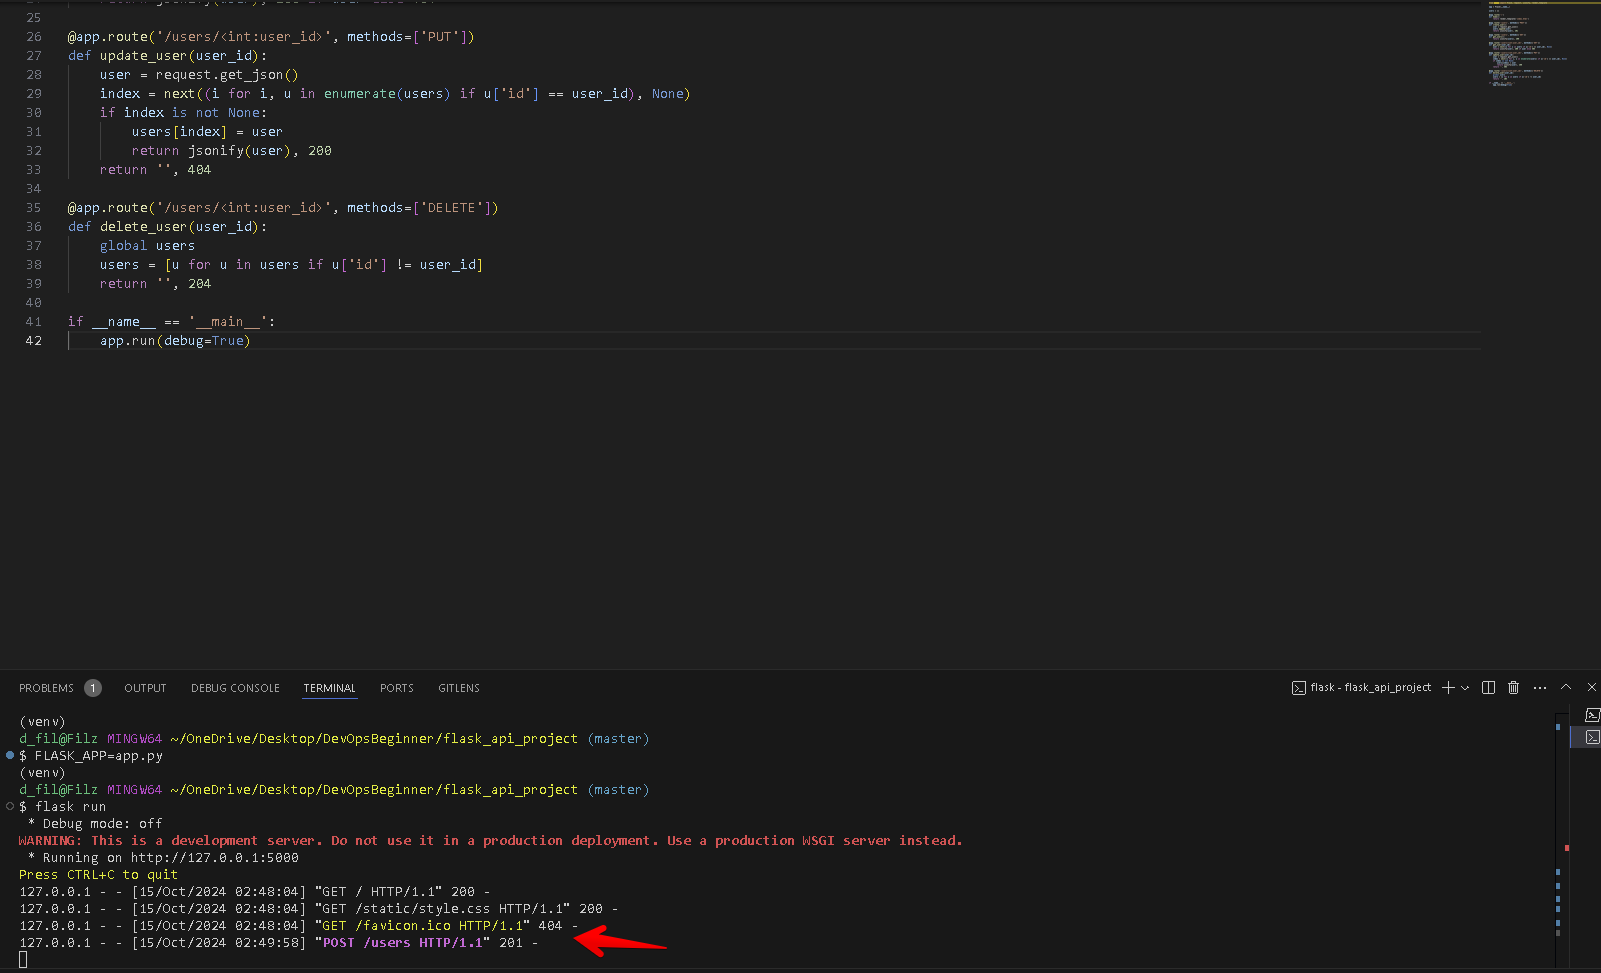 25
26 @app.route('/users/<int:user_id>', methods=['PUT'])
27 def update_user(user_id):
28 user = request.get_json()
29 index = next((i for i, u in enumerate(users) if u['id'] == user_id), None)
30 if index is not None:
31 users[index] = user
32 return jsonify(user), 200
33 return '', 404
34
35 @app.route('/users/<int:user_id>', methods=['DELETE'])
36 def delete_user(user_id):
37 global users
38 users = [u for u in users if u['id'] != user_id]
39 return '', 204
40
41 if __name__ == '__main__':
42 app.run(debug=True)
PROBLEMS 1 OUTPUT DEBUG CONSOLE TERMINAL PORTS GITLENS flask - flask_api_project
(venv)
d_fil@Filz MINGW64 ~/OneDrive/Desktop/DevOpsBeginner/flask_api_project (master)
$ FLASK_APP=app.py
(venv)
d_fil@Filz MINGW64 ~/OneDrive/Desktop/DevOpsBeginner/flask_api_project (master)
$ flask run
* Debug mode: off
WARNING: This is a development server. Do not use it in a production deployment. Use a production WSGI server instead.
* Running on http://127.0.0.1:5000
Press CTRL+C to quit
127.0.0.1 - - [15/Oct/2024 02:48:04] "GET / HTTP/1.1" 200 -
127.0.0.1 - - [15/Oct/2024 02:48:04] "GET /static/style.css HTTP/1.1" 200 -
127.0.0.1 - - [15/Oct/2024 02:48:04] "GET /favicon.ico HTTP/1.1" 404 -
127.0.0.1 - - [15/Oct/2024 02:49:58] "POST /users HTTP/1.1" 201 -